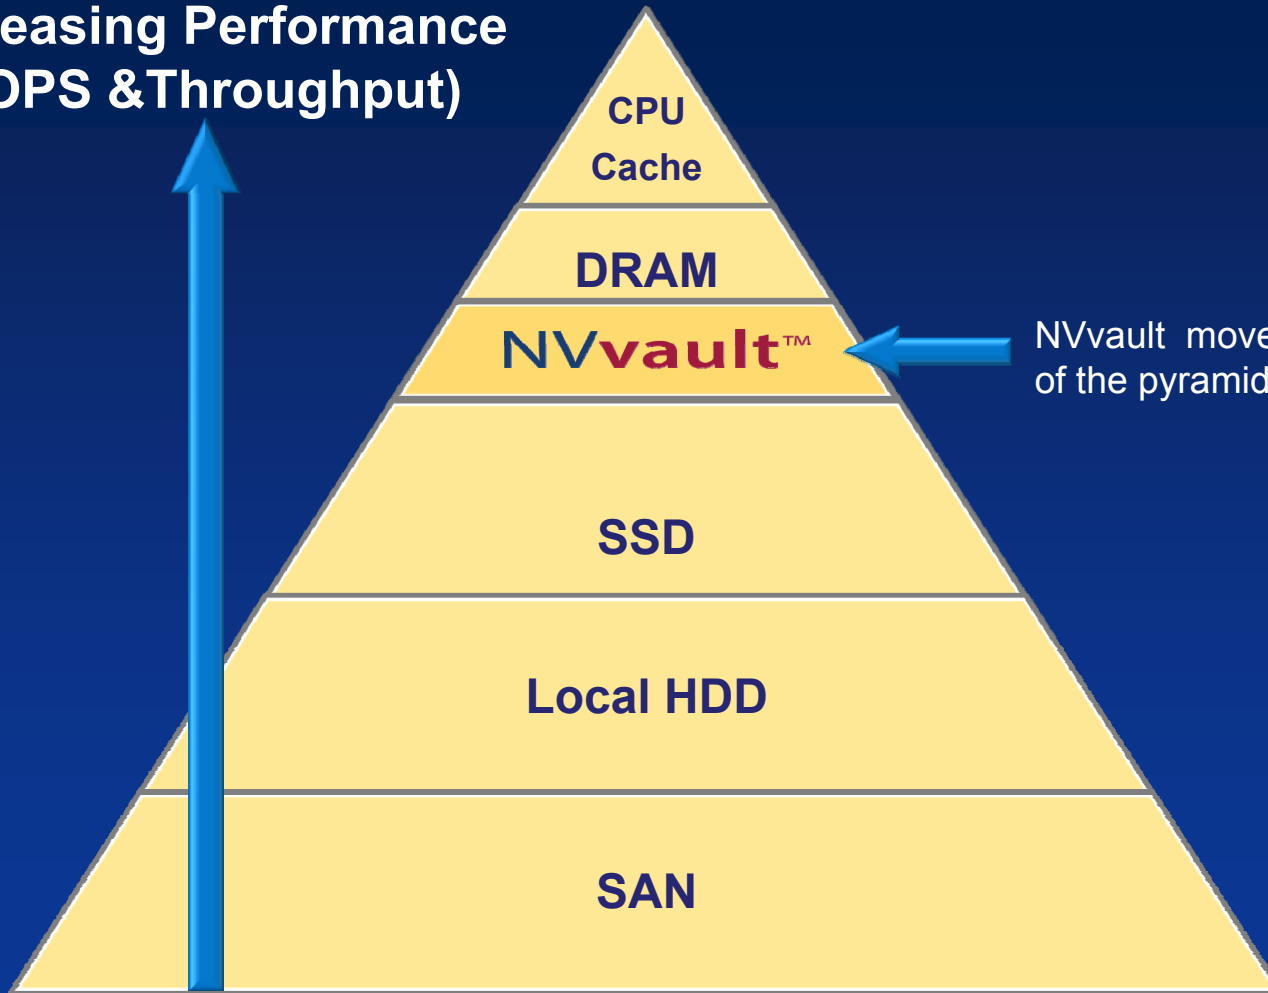 easing Performance
OPS &Throughput)
CPU
Cache
DRAM
NVvault™
NVvault move
of the pyramid
SSD
Local HDD
SAN